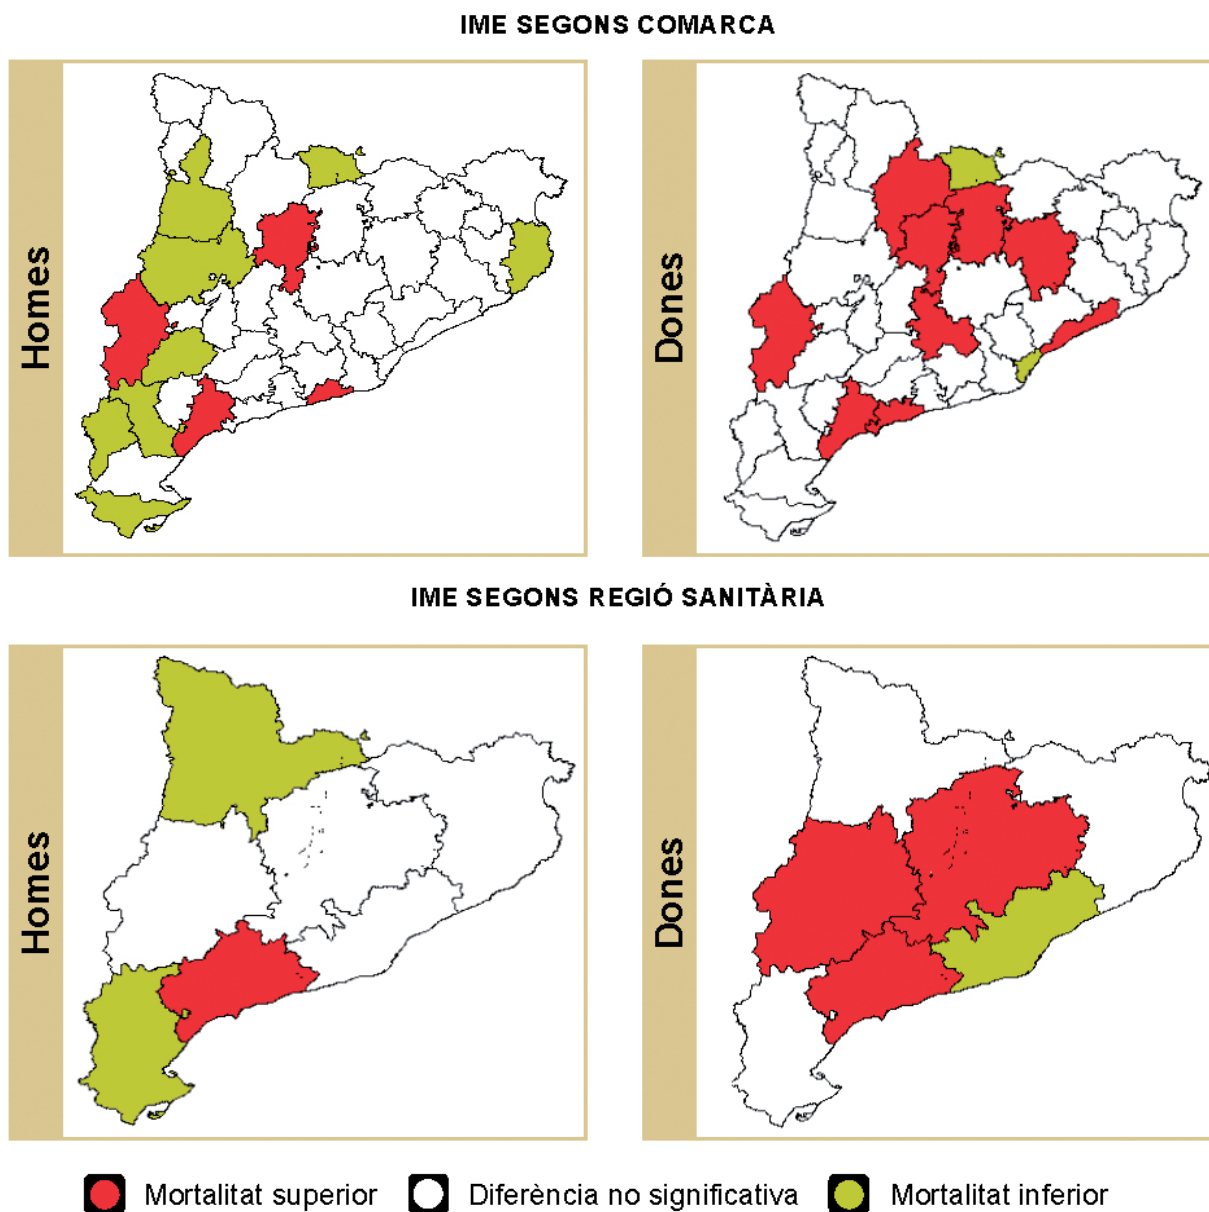 IME SEGONS COMARCA
Homes
Dones
IME SEGONS REGIÓ SANITÀRIA
Homes
Dones
Mortalitat superior
Diferència no significativa
Mortalitat inferior